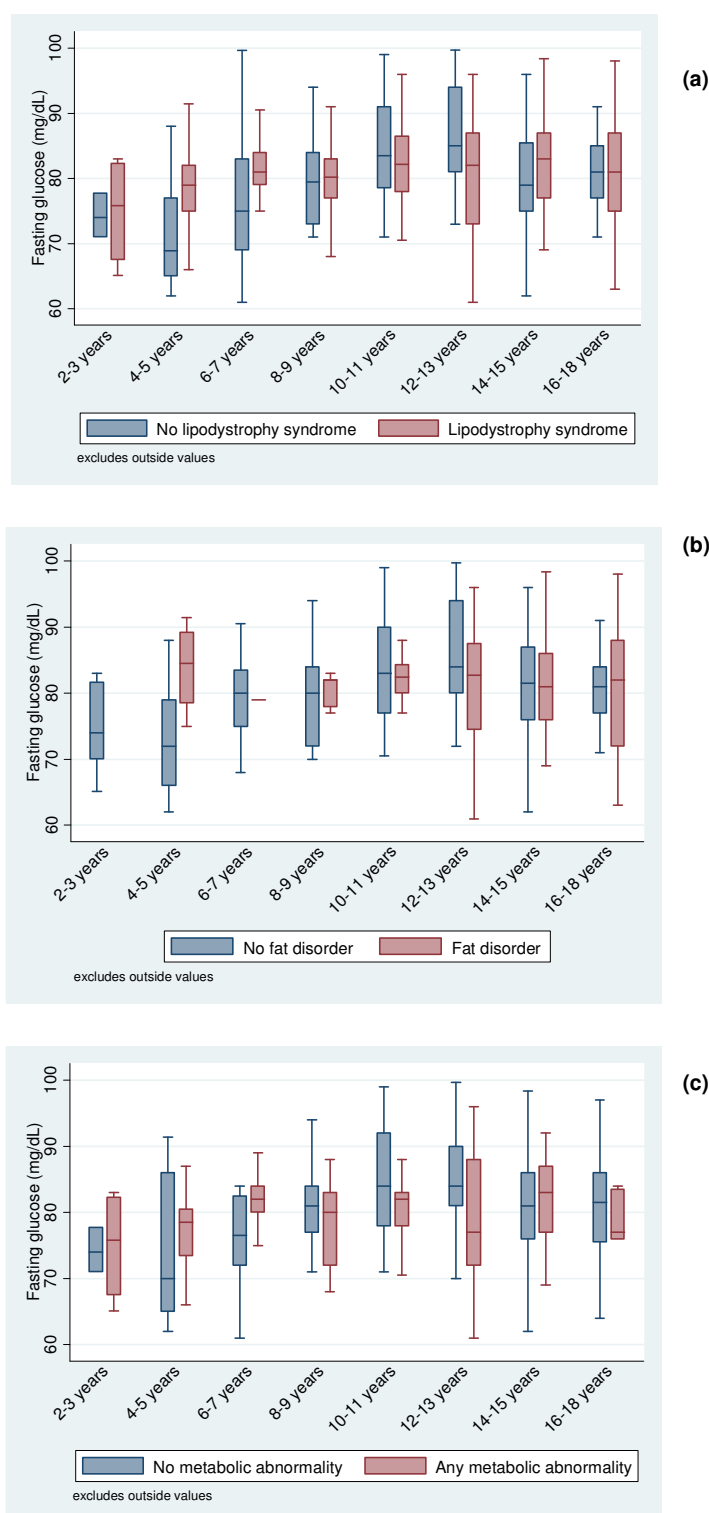 (a)
Fasting glucose (mg/dL)
100
90
80
70
60
2-3 years
4-5 years
6-7 years
8-9 years
10-11 years
12-13 years
14-15 years
16-18 years
No lipodystrophy syndrome
Lipodystrophy syndrome
excludes outside values
(b)
Fasting glucose (mg/dL)
100
90
80
70
60
2-3 years
4-5 years
6-7 years
8-9 years
10-11 years
12-13 years
14-15 years
16-18 years
No fat disorder
Fat disorder
excludes outside values
(c)
Fasting glucose (mg/dL)
100
90
80
70
60
2-3 years
4-5 years
6-7 years
8-9 years
10-11 years
12-13 years
14-15 years
16-18 years
No metabolic abnormality
Any metabolic abnormality
excludes outside values